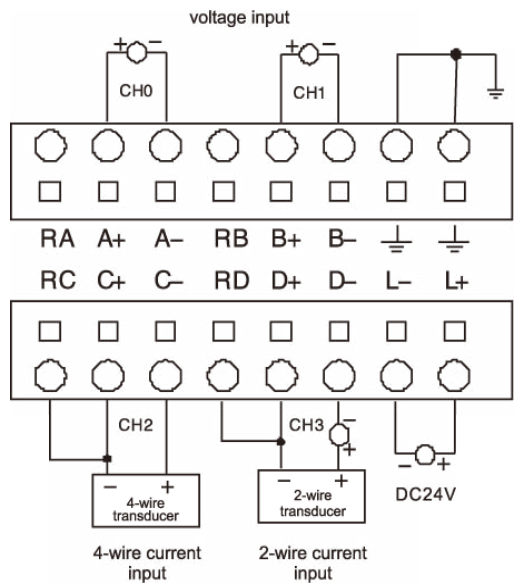 voltage input
+ − + −
CH0 CH1
RA A+ A− RB B+ B−
RC C+ C− RD D+ D− L− L+
CH2 CH3 −
+
− + − + − +
4-wire transducer 2-wire transducer DC24V
4-wire current input
2-wire current input